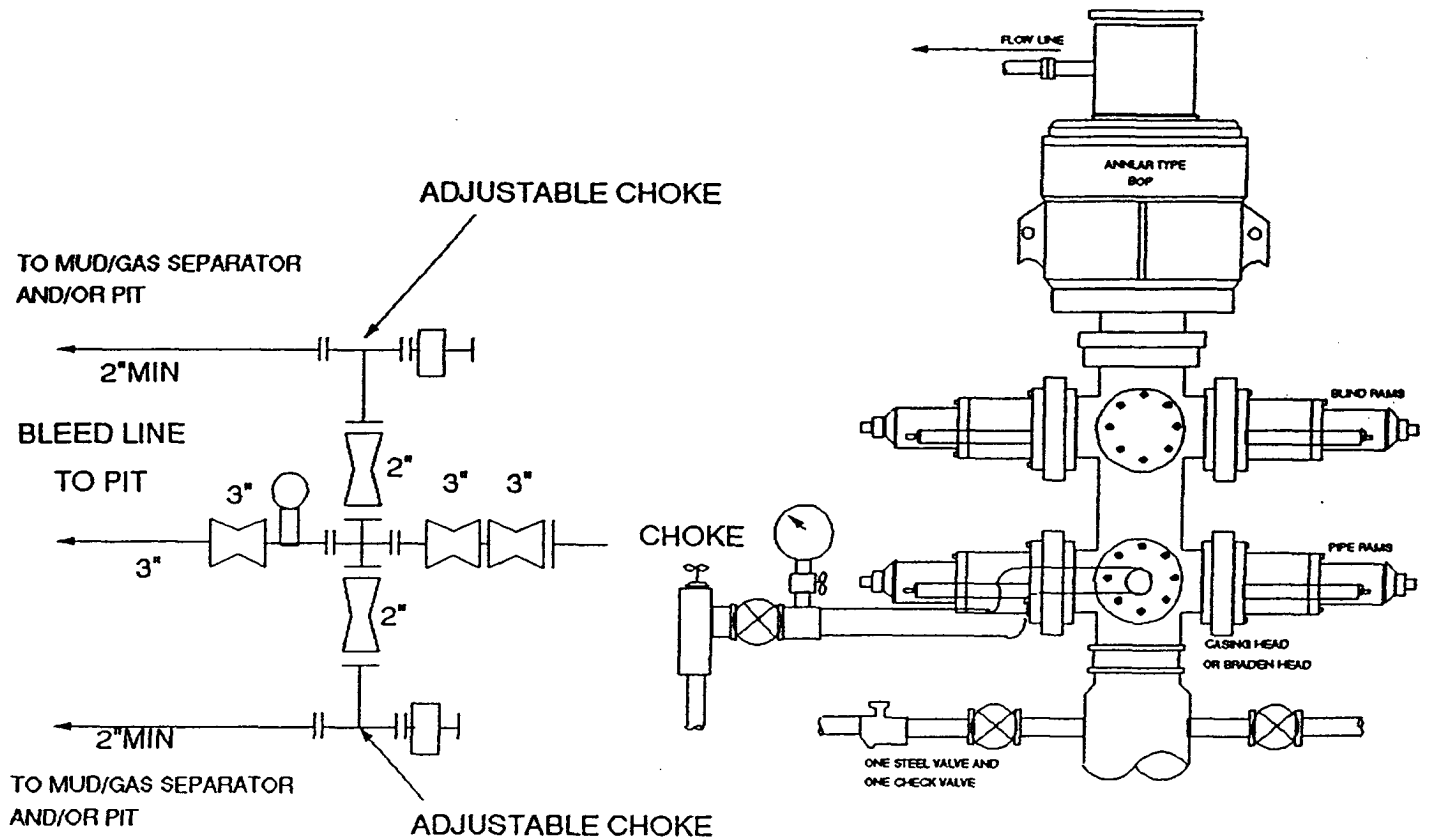 FLOW LINE
ANNLAR TYPE
BOP
ADJUSTABLE CHOKE
TO MUD/GAS SEPARATOR
AND/OR PIT
2"MIN
BLEED LINE
TO PIT
2"
3"
3"
3"
3"
2"
CHOKE
BLIND RAMS
PIPE RAMS
CASING HEAD
OR BRADEN HEAD
2"MIN
TO MUD/GAS SEPARATOR
AND/OR PIT
ADJUSTABLE CHOKE
ONE STEEL VALVE AND
ONE CHECK VALVE